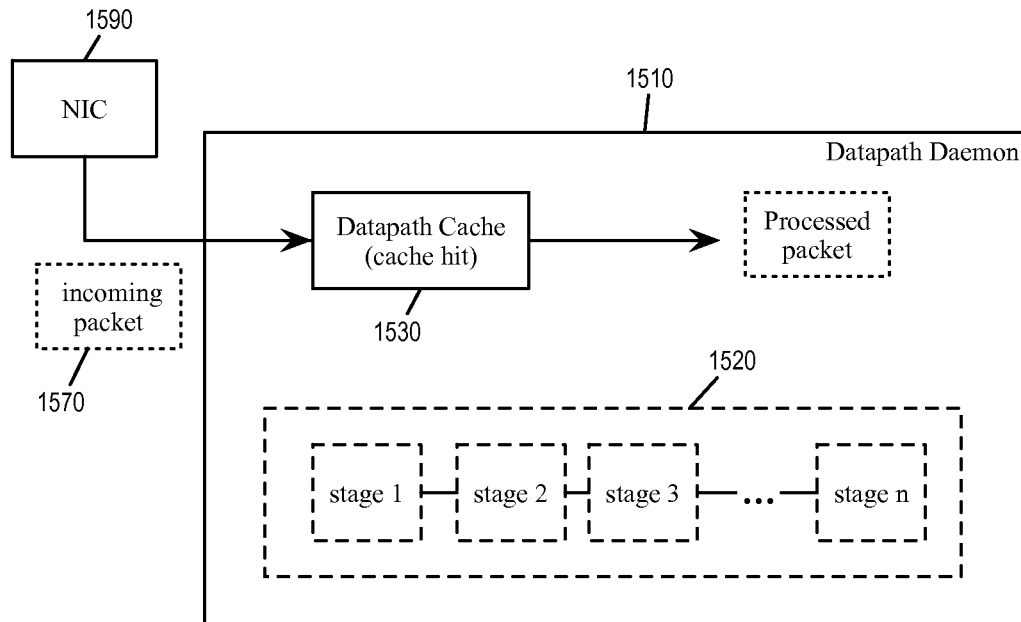 1590
NIC
1510
Datapath Daemon
Datapath Cache
(cache hit)
Processed
packet
incoming
packet
1530
1570
1520
stage 1
stage 2
stage 3
...
stage n